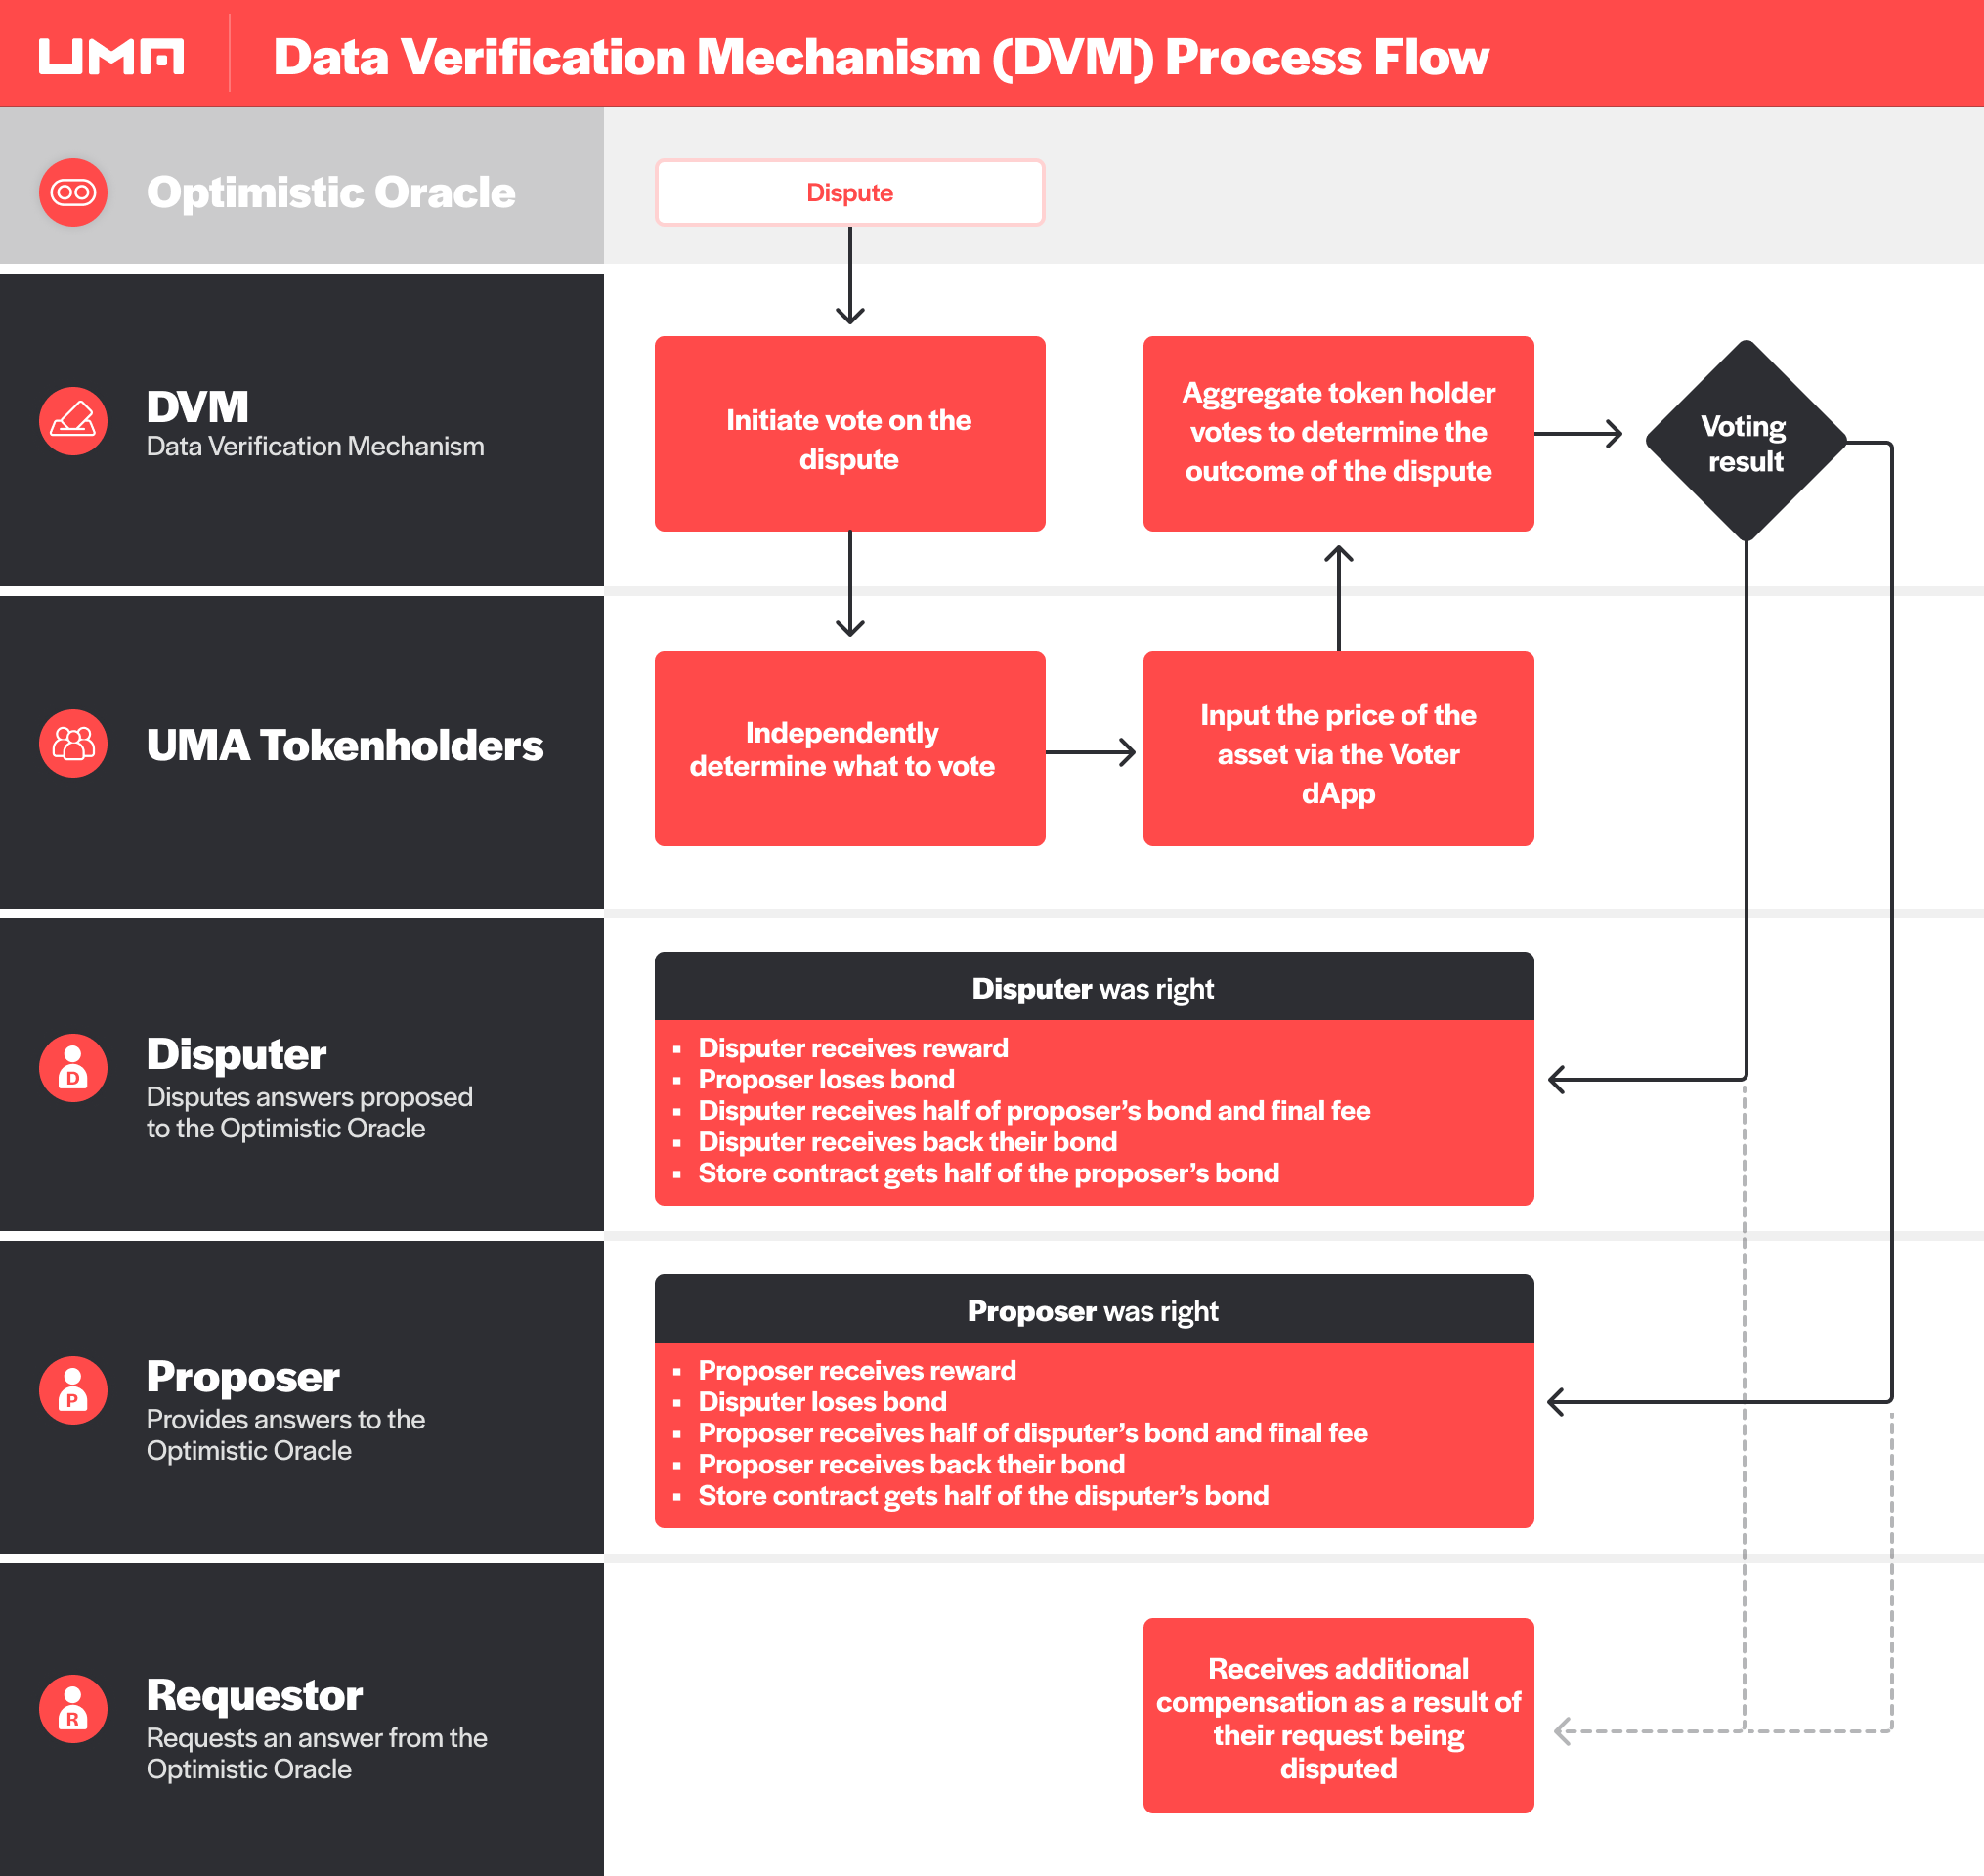 UMA
Data Verification Mechanism (DVM) Process Flow
Optimistic Oracle
Dispute
DVM
Data Verification Mechanism
Initiate vote on the
dispute
Aggregate token holder
votes to determine the
outcome of the dispute
Voting
result
UMA Tokenholders
Independently
determine what to vote
Input the price of the
asset via the Voter
dApp
D
Disputer
Disputes answers proposed
to the Optimistic Oracle
Disputer was right
▪ Disputer receives reward
▪ Proposer loses bond
▪ Disputer receives half of proposer’s bond and final fee
▪ Disputer receives back their bond
▪ Store contract gets half of the proposer’s bond
P
Proposer
Provides answers to the
Optimistic Oracle
Proposer was right
▪ Proposer receives reward
▪ Disputer loses bond
▪ Proposer receives half of disputer’s bond and final fee
▪ Proposer receives back their bond
▪ Store contract gets half of the disputer’s bond
R
Requestor
Requests an answer from the
Optimistic Oracle
Receives additional
compensation as a result of
their request being
disputed